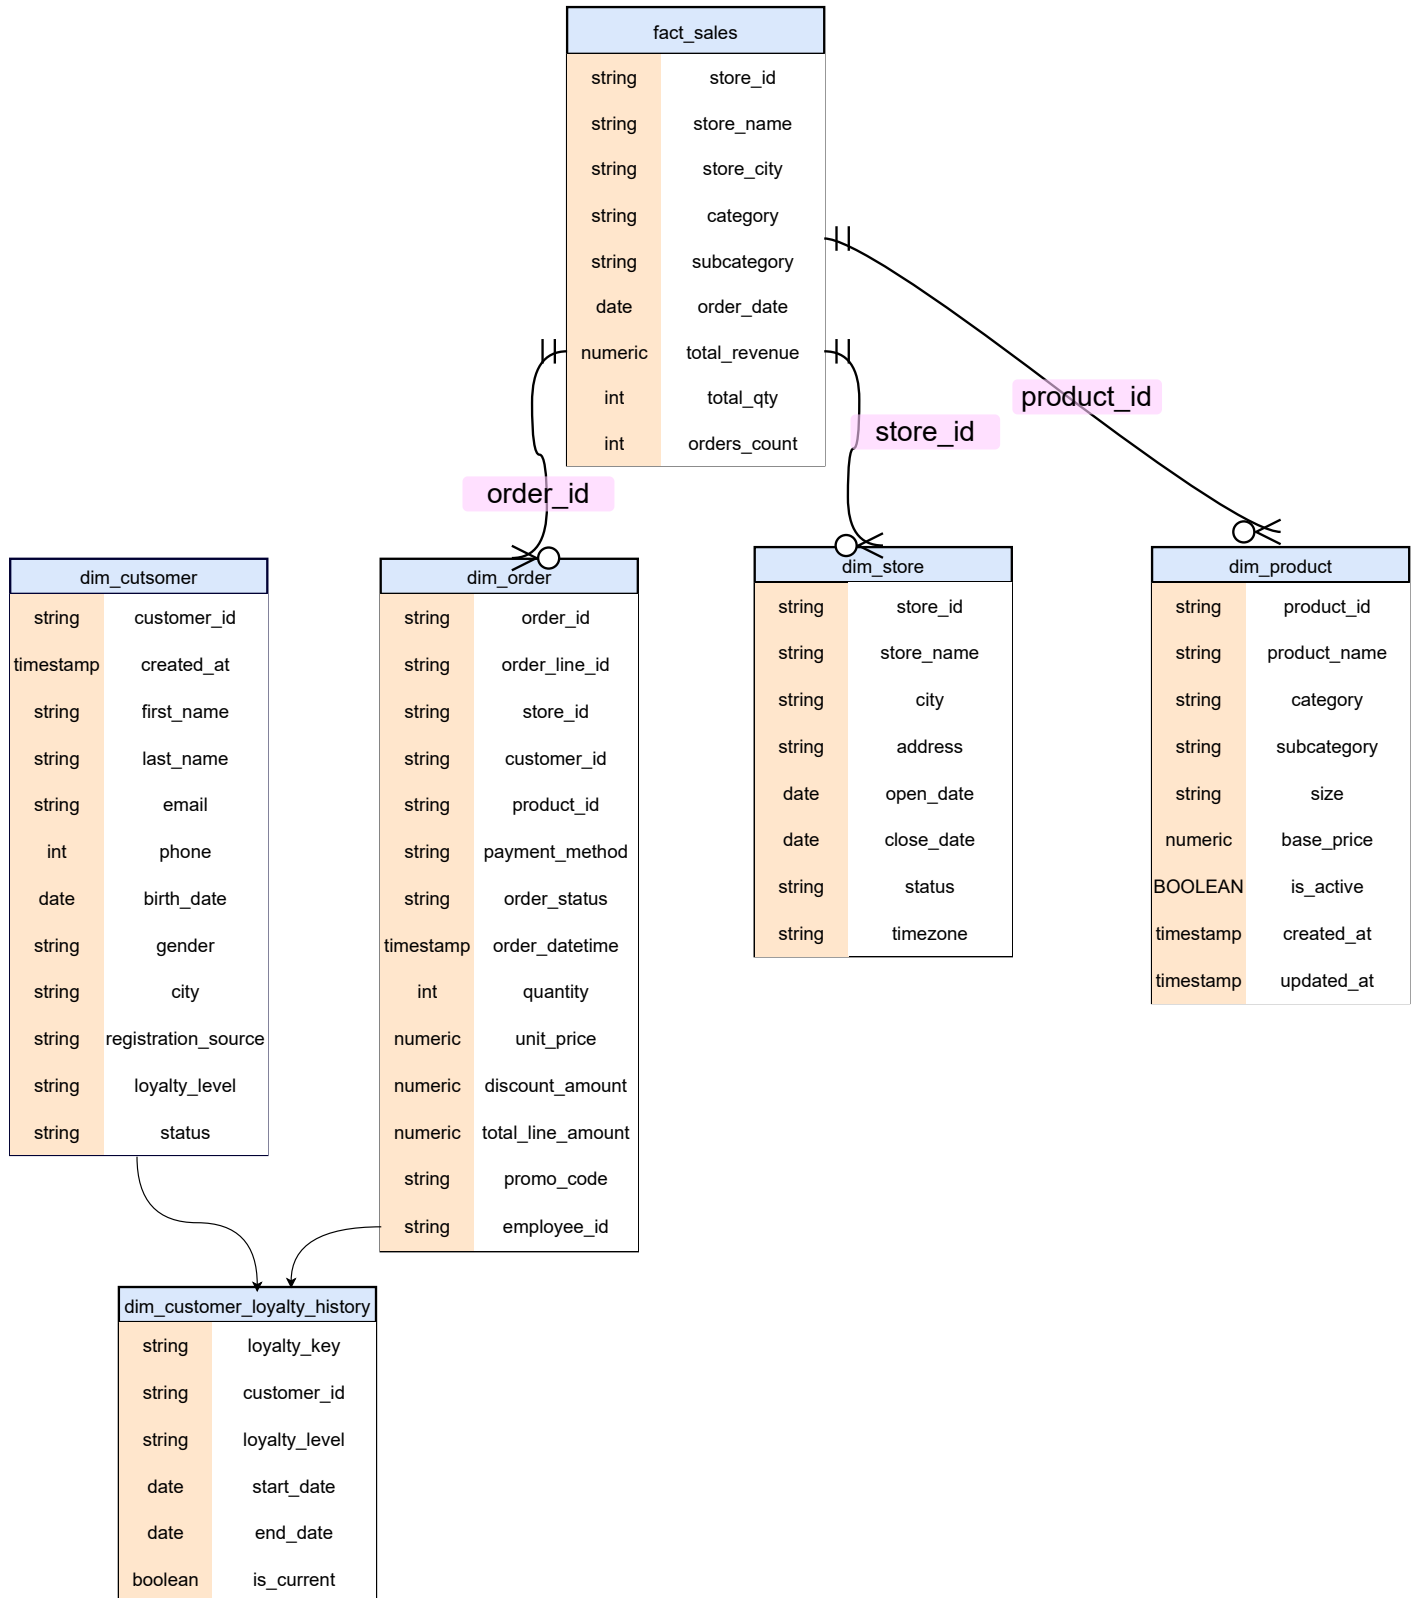 fact_sales
string store_id
string store_name
string store_city
string category
string subcategory
date order_date
numeric total_revenue
int total_qty
int orders_count
product_id
store_id
order_id
dim_cutsomer
string customer_id
timestamp created_at
string first_name
string last_name
string email
int phone
date birth_date
string gender
string city
string registration_source
string loyalty_level
string status
dim_order
string order_id
string order_line_id
string store_id
string customer_id
string product_id
string payment_method
string order_status
timestamp order_datetime
int quantity
numeric unit_price
numeric discount_amount
numeric total_line_amount
string promo_code
string employee_id
dim_store
string store_id
string store_name
string city
string address
date open_date
date close_date
string status
string timezone
dim_product
string product_id
string product_name
string category
string subcategory
string size
numeric base_price
BOOLEAN is_active
timestamp created_at
timestamp updated_at
dim_customer_loyalty_history
string loyalty_key
string customer_id
string loyalty_level
date start_date
date end_date
boolean is_current